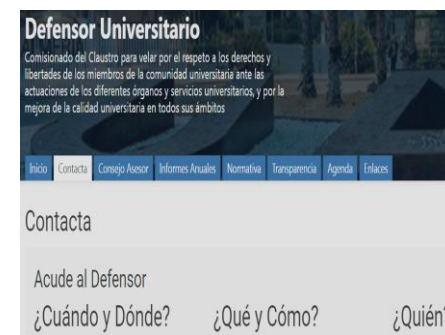 Defensor Universitario
Comisionado del Claustro para velar por el respeto a los derechos y
libertades de los miembros de la comunidad universitaria ante las
actuaciones de los diferentes órganos y servicios universitarios, y por la
mejora de la calidad universitaria en todos sus ámbitos
Inicio Contacta Consejo Asesor Informes Anuales Normativa Transparencia Agenda Enlaces
Contacta
Acude al Defensor
¿Cuándo y Dónde? ¿Qué y Cómo? ¿Quién?